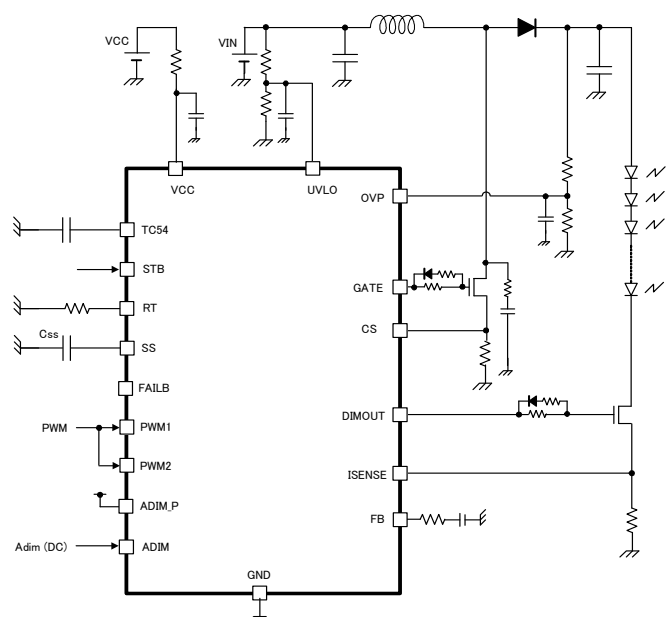 VCC
VIN
VCC
UVLO
OVP
TC54
STB
RT
GATE
Css
SS
CS
FAILB
PWM
PWM1
DIMOUT
PWM2
ISENSE
ADIM_P
FB
Adim (DC)
ADIM
GND